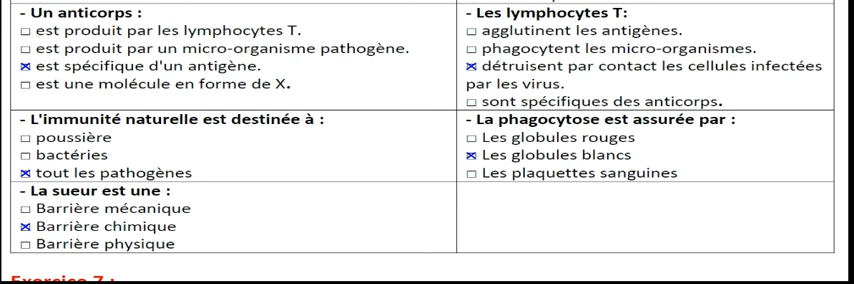 - Un anticorps :
□ est produit par les lymphocytes T.
□ est produit par un micro-organisme pathogène.
☒ est spécifique d'un antigène.
□ est une molécule en forme de X.
- Les lymphocytes T:
□ agglutinent les antigènes.
□ phagocytent les micro-organismes.
☒ détruisent par contact les cellules infectées
par les virus.
□ sont spécifiques des anticorps.
- L'immunité naturelle est destinée à :
□ poussière
□ bactéries
☒ tout les pathogènes
- La phagocytose est assurée par :
□ Les globules rouges
☒ Les globules blancs
□ Les plaquettes sanguines
- La sueur est une :
□ Barrière mécanique
☒ Barrière chimique
□ Barrière physique
Exercice 7 :